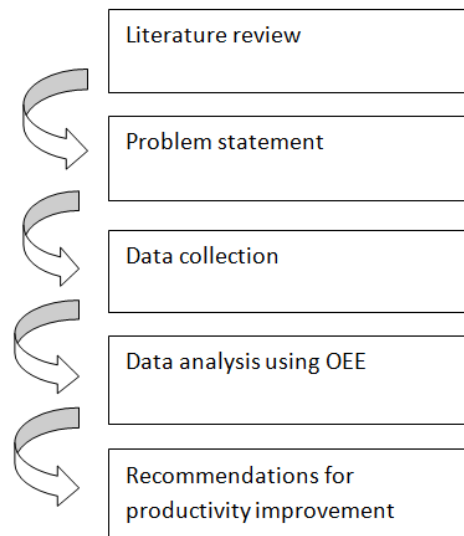 Literature review
Problem statement
Data collection
Data analysis using OEE
Recommendations for
productivity improvement